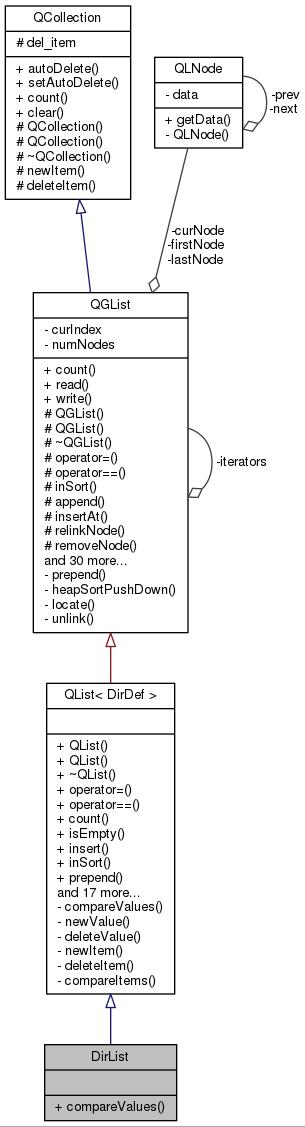 QCollection
# del_item
+ autoDelete()
+ setAutoDelete()
+ count()
+ clear()
# QCollection()
# QCollection()
# ~QCollection()
# newItem()
# deleteItem()
QLNode
- data
+ getData()
- QLNode()
-prev
-next
-curNode
-firstNode
-lastNode
QGList
- curIndex
- numNodes
+ count()
+ read()
+ write()
# QGList()
# QGList()
# ~QGList()
# operator=()
# operator==()
# inSort()
# append()
# insertAt()
# relinkNode()
# removeNode()
and 30 more...
- prepend()
- heapSortPushDown()
- locate()
- unlink()
-iterators
QList< DirDef >
+ QList()
+ QList()
+ ~QList()
+ operator=()
+ operator==()
+ count()
+ isEmpty()
+ insert()
+ inSort()
+ prepend()
and 17 more...
- compareValues()
- newValue()
- deleteValue()
- newItem()
- deleteItem()
- compareItems()
DirList
+ compareValues()